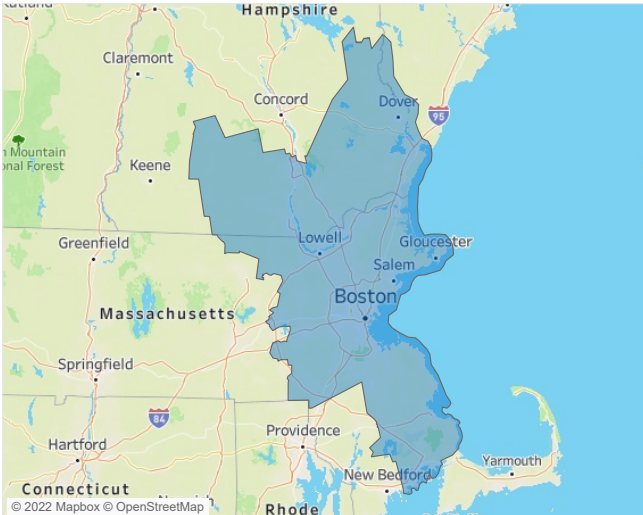 Rutland
Hampshire
Claremont
Concord
Dover
95
n Mountain
onal Forest
Keene
Greenfield
Lowell
Gloucester
Salem
Boston
Massachusetts
Springfield
84
Providence
Hartford
New Bedford
Yarmouth
Connecticut
Rhode
© 2022 Mapbox © OpenStreetMap